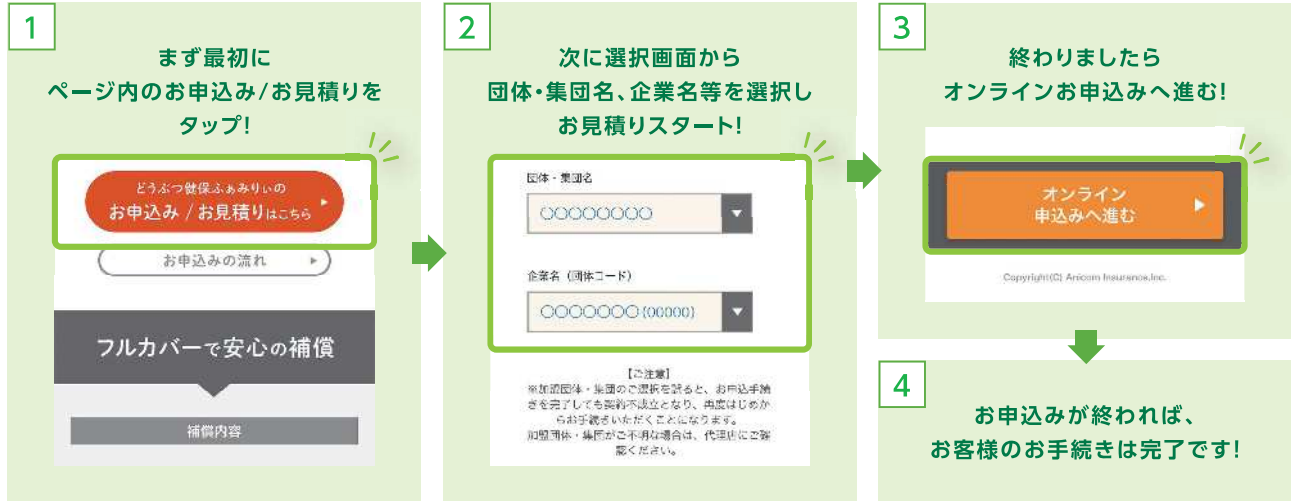 1
まず最初に
ページ内のお申込み/お見積りを
タップ!
どうぶつ健保ふぁみりぃの
お申込み / お見積りはこちら
お申込みの流れ
フルカバーで安心の補償
補償内容
2
次に選択画面から
団体・集団名、企業名等を選択し
お見積りスタート!
団体・集団名
○○○○○○○○
企業名（団体コード）
○○○○○○○(00000)
【ご注意】
※加盟団体・集団のご選択を誤ると、お申込手続
きを完了しても契約不成立となり、再度はじめか
らお手続きいただくことになります。
加盟団体・集団がご不明な場合は、代理店にご確
認ください。
3
終わりましたら
オンラインお申込みへ進む!
オンライン
申込みへ進む
Copyright(C) Anicom Insurance,Inc.
4
お申込みが終われば、
お客様のお手続きは完了です!